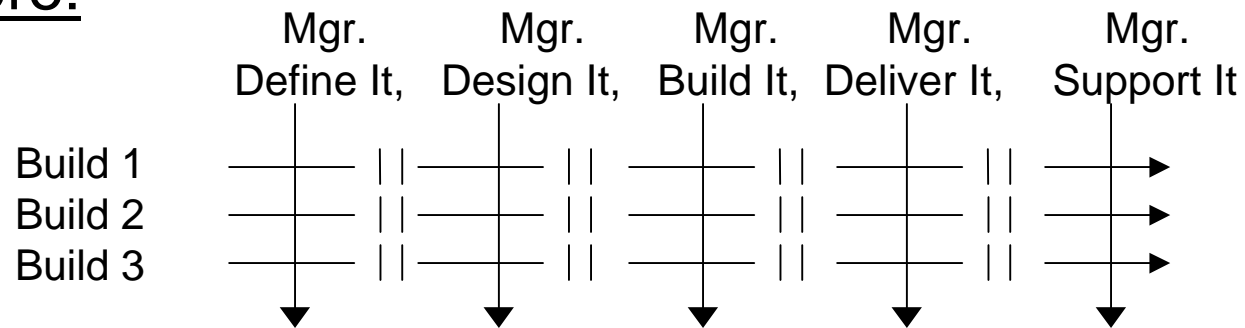 Mgr. Mgr. Mgr. Mgr. Mgr.
Define It, Design It, Build It, Deliver It, Support It
Build 1
Build 2
Build 3